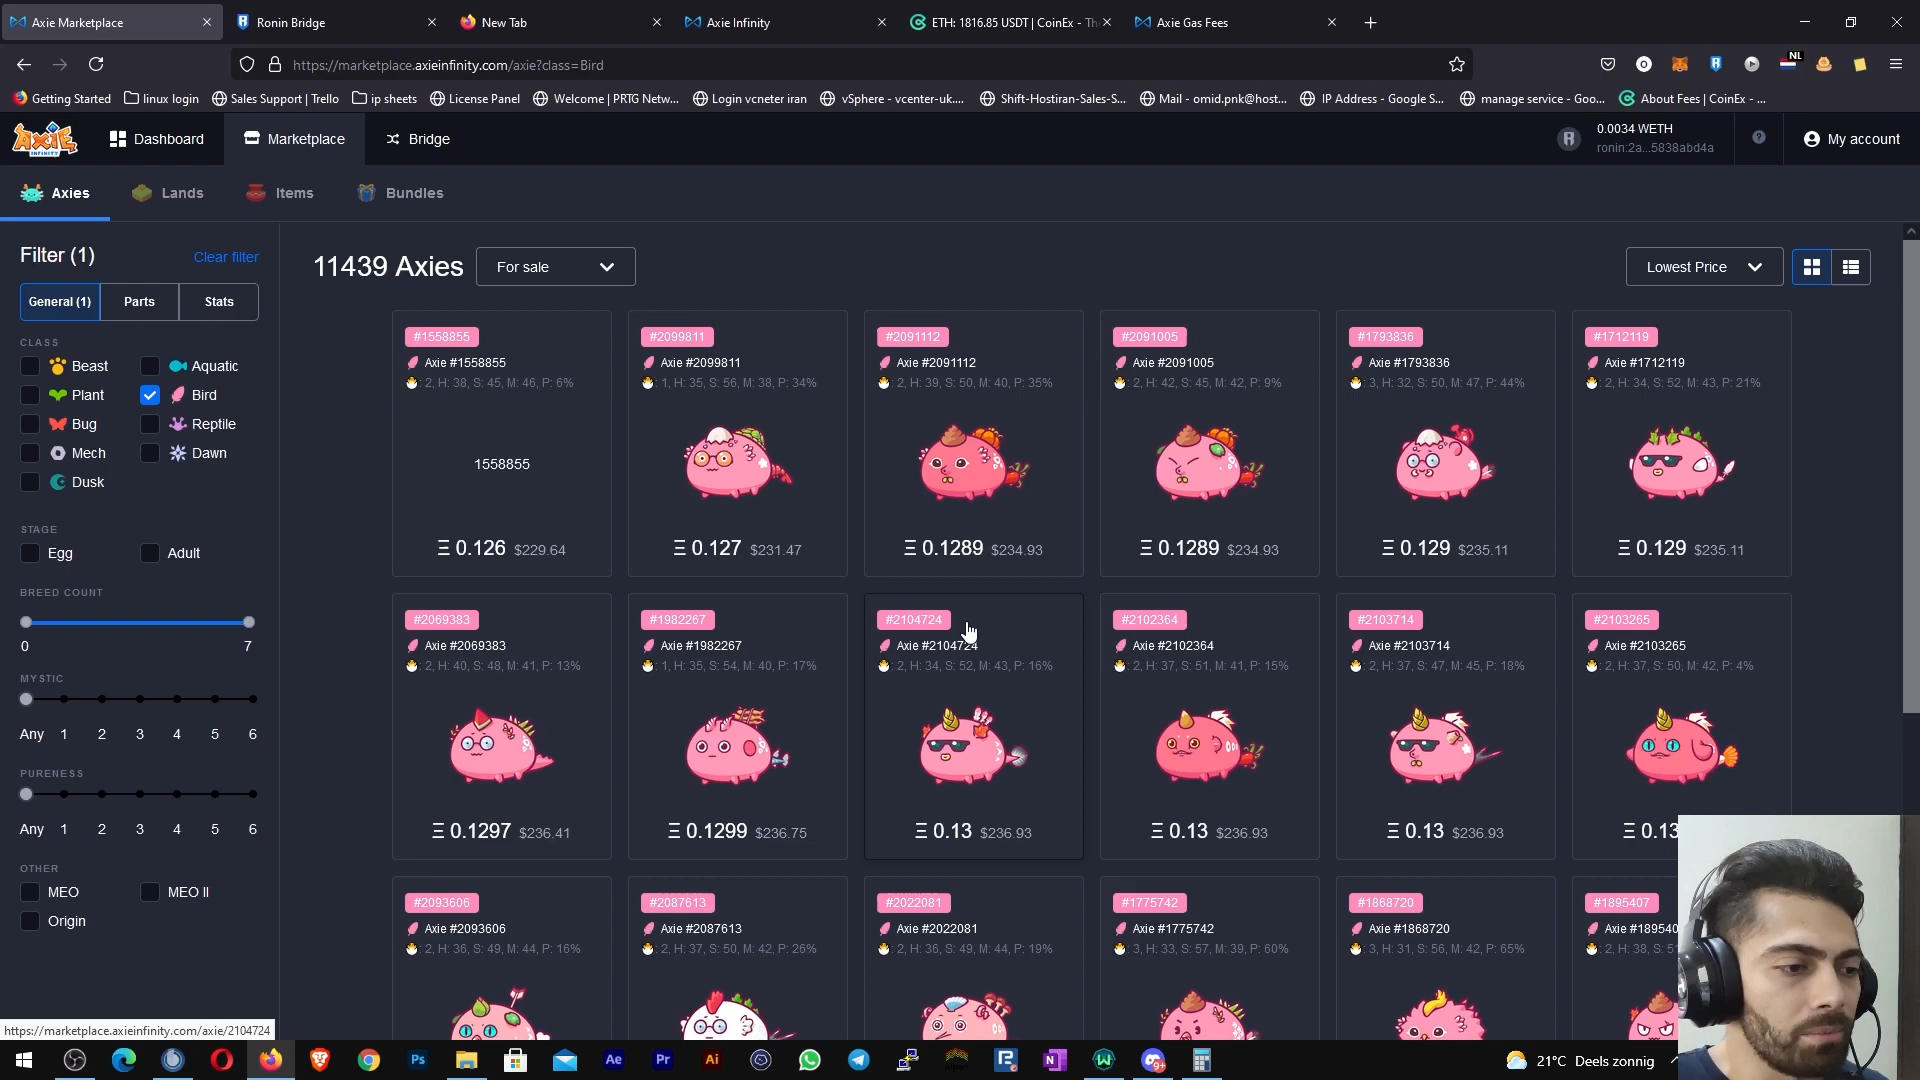 Axie Marketplace
Ronin Bridge
New Tab
Axie Infinity
ETH: 1816.85 USDT | CoinEx - Th
Axie Gas Fees
https://marketplace.axieinfinity.com/axie?class=Bird
NL
Getting Started
linux login
Sales Support | Trello
ip sheets
License Panel
Welcome | PRTG Netw...
Login vcneter iran
vSphere - vcenter-uk....
Shift-Hostiran-Sales-S...
Mail - omid.pnk@host...
IP Address - Google S...
manage service - Goo...
About Fees | CoinEx - ...
AXIE INFINITY
Dashboard
Marketplace
Bridge
0.0034 WETH
ronin:2a...5838abd4a
My account
Axies
Lands
Items
Bundles
Filter (1)
Clear filter
General (1)
Parts
Stats
CLASS
Beast
Aquatic
Plant
Bird
Bug
Reptile
Mech
Dawn
Dusk
STAGE
Egg
Adult
BREED COUNT
0 7
MYSTIC
Any 1 2 3 4 5 6
PURENESS
Any 1 2 3 4 5 6
OTHER
MEO
MEO II
Origin
11439 Axies
For sale
Lowest Price
#1558855
Axie #1558855
: 2, H: 38, S: 45, M: 46, P: 6%
1558855
Ξ 0.126 $229.64
#2099811
Axie #2099811
: 1, H: 35, S: 56, M: 38, P: 34%
Ξ 0.127 $231.47
#2091112
Axie #2091112
: 2, H: 39, S: 50, M: 40, P: 35%
Ξ 0.1289 $234.93
#2091005
Axie #2091005
: 2, H: 42, S: 45, M: 42, P: 9%
Ξ 0.1289 $234.93
#1793836
Axie #1793836
: 3, H: 32, S: 50, M: 47, P: 44%
Ξ 0.129 $235.11
#1712119
Axie #1712119
: 2, H: 34, S: 52, M: 43, P: 21%
Ξ 0.129 $235.11
#2069383
Axie #2069383
: 2, H: 40, S: 48, M: 41, P: 13%
Ξ 0.1297 $236.41
#1982267
Axie #1982267
: 1, H: 35, S: 54, M: 40, P: 17%
Ξ 0.1299 $236.75
#2104724
Axie #2104724
: 2, H: 34, S: 52, M: 43, P: 16%
Ξ 0.13 $236.93
#2102364
Axie #2102364
: 2, H: 37, S: 51, M: 41, P: 15%
Ξ 0.13 $236.93
#2103714
Axie #2103714
: 2, H: 37, S: 47, M: 45, P: 18%
Ξ 0.13 $236.93
#2103265
Axie #2103265
: 2, H: 37, S: 50, M: 42, P: 4%
Ξ 0.13
#2093606
Axie #2093606
: 2, H: 36, S: 49, M: 44, P: 16%
#2087613
Axie #2087613
: 2, H: 37, S: 50, M: 42, P: 26%
#2022081
Axie #2022081
: 2, H: 36, S: 49, M: 44, P: 19%
#1775742
Axie #1775742
: 3, H: 33, S: 57, M: 39, P: 60%
#1868720
Axie #1868720
: 3, H: 31, S: 56, M: 42, P: 65%
#1895407
Axie #189540
: 2, H: 38, S: 5
https://marketplace.axieinfinity.com/axie/2104724
Ps
Ae
Pr
Ai
N
9+
21°C Deels zonnig